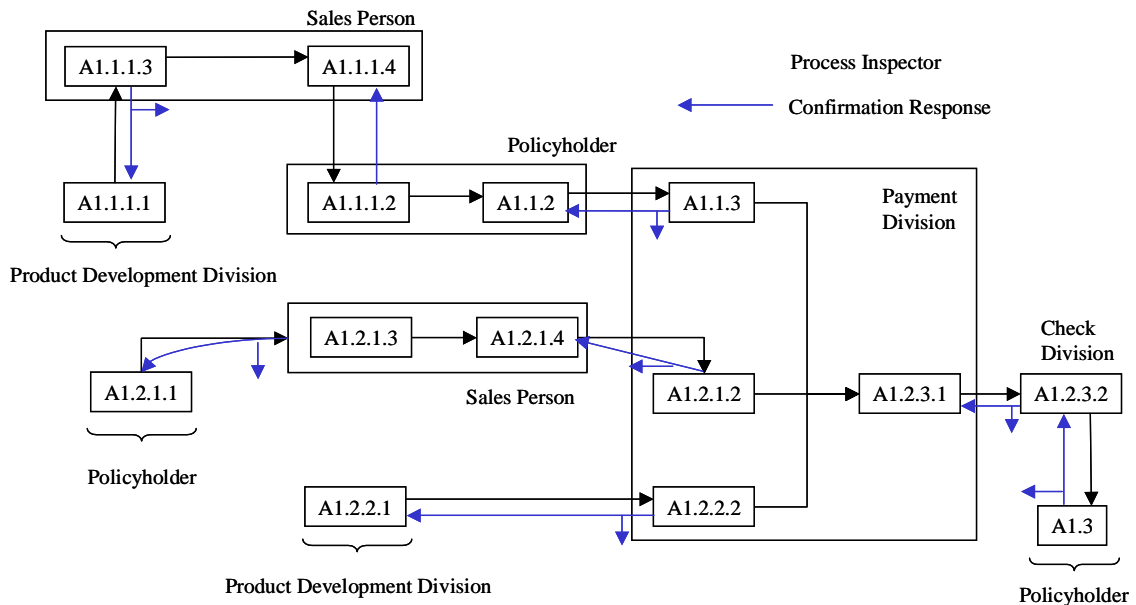 Sales Person
A1.1.1.3
A1.1.1.4
Process Inspector
Confirmation Response
Policyholder
A1.1.1.1
A1.1.1.2
A1.1.2
A1.1.3
Payment
Division
Product Development Division
A1.2.1.3
A1.2.1.4
Check
Division
A1.2.1.1
Sales Person
A1.2.1.2
A1.2.3.1
A1.2.3.2
Policyholder
A1.2.2.1
A1.2.2.2
A1.3
Product Development Division
Policyholder